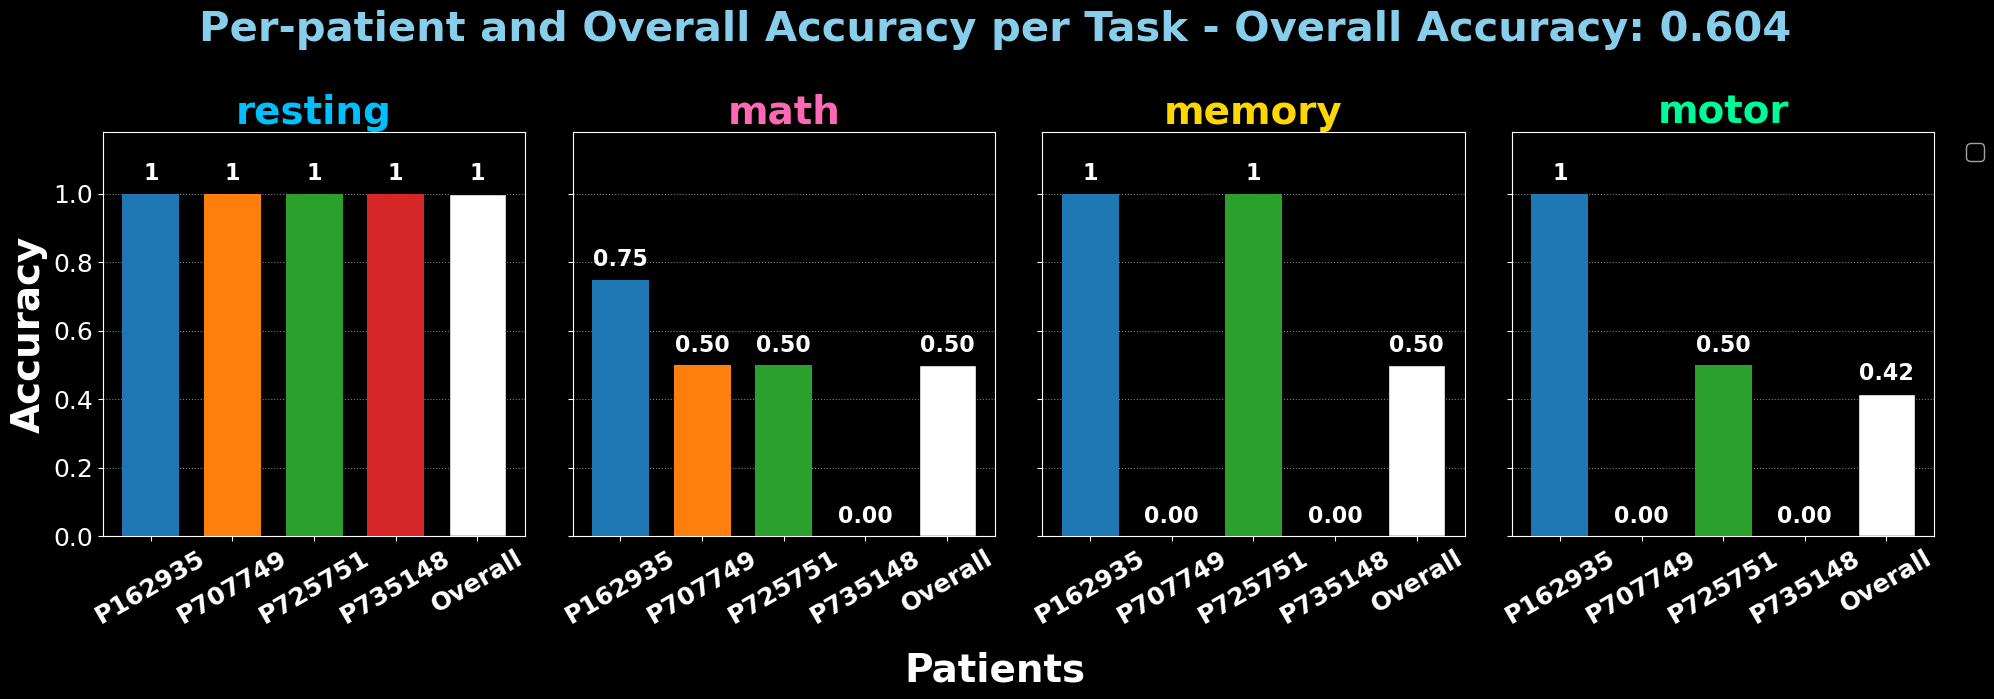 Per-patient and Overall Accuracy per Task - Overall Accuracy: 0.604
resting
math
memory
motor
Accuracy
1.0
0.8
0.6
0.4
0.2
0.0
1 1 1 1 1
0.75 0.50 0.50 0.00 0.50
1 0.00 1 0.00 0.50
1 0.00 0.50 0.00 0.42
P162935 P707749 P725751 P735148 Overall
P162935 P707749 P725751 P735148 Overall
P162935 P707749 P725751 P735148 Overall
P162935 P707749 P725751 P735148 Overall
Patients